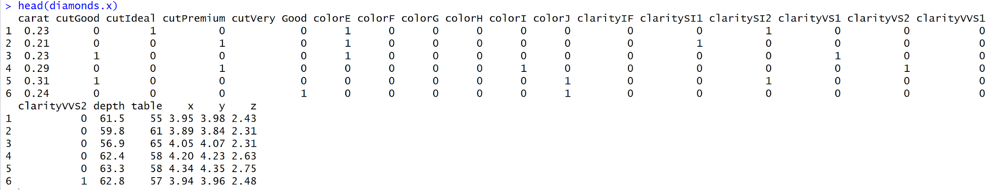 > head(diamonds.x)
  carat cutGood cutIdeal cutPremium cutVery Good colorE colorF colorG colorH colorI colorJ clarityIF claritySI1 claritySI2 clarityVS1 clarityVS2 clarityVVS1
1  0.23       0        1          0            0      1      0      0      0      0      0         0          0          1          0          0           0
2  0.21       0        0          1            0      1      0      0      0      0      0         0          1          0          0          0           0
3  0.23       1        0          0            0      1      0      0      0      0      0         0          0          0          1          0           0
4  0.29       0        0          1            0      0      0      0      0      1      0         0          0          0          0          1           0
5  0.31       1        0          0            0      0      0      0      0      0      1         0          0          1          0          0           0
6  0.24       0        0          0            1      0      0      0      0      0      1         0          0          0          0          0           0
  clarityVVS2 depth table    x    y    z
1           0  61.5    55 3.95 3.98 2.43
2           0  59.8    61 3.89 3.84 2.31
3           0  56.9    65 4.05 4.07 2.31
4           0  62.4    58 4.20 4.23 2.63
5           0  63.3    58 4.34 4.35 2.75
6           1  62.8    57 3.94 3.96 2.48